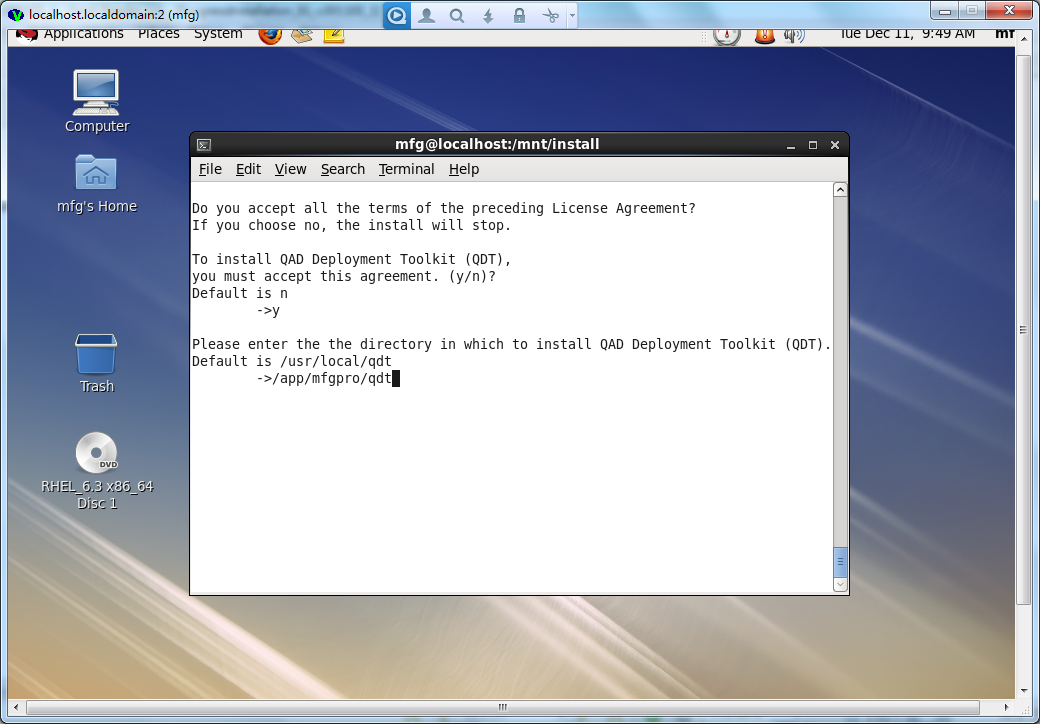 localhost.localdomain:2 (mfg)
Applications Places System
Tue Dec 11, 9:49 AM mf
Computer
mfg's Home
Trash
DVD
RHEL_6.3 x86_64
Disc 1
mfg@localhost:/mnt/install
File Edit View Search Terminal Help
Do you accept all the terms of the preceding License Agreement?
If you choose no, the install will stop.
To install QAD Deployment Toolkit (QDT),
you must accept this agreement. (y/n)?
Default is n
->y
Please enter the the directory in which to install QAD Deployment Toolkit (QDT).
Default is /usr/local/qdt
->/app/mfgpro/qdt